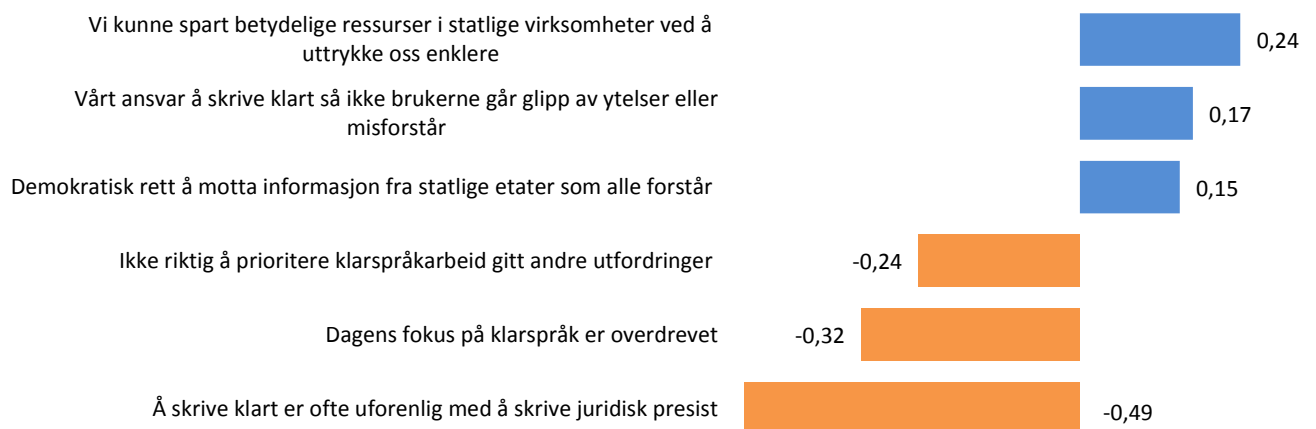 Vi kunne spart betydelige ressurser i statlige virksomheter ved å
uttrykke oss enklere
0,24
Vårt ansvar å skrive klart så ikke brukerne går glipp av ytelser eller
misforstår
0,17
Demokratisk rett å motta informasjon fra statlige etater som alle forstår
0,15
Ikke riktig å prioritere klarspråkarbeid gitt andre utfordringer
-0,24
Dagens fokus på klarspråk er overdrevet
-0,32
Å skrive klart er ofte uforenlig med å skrive juridisk presist
-0,49